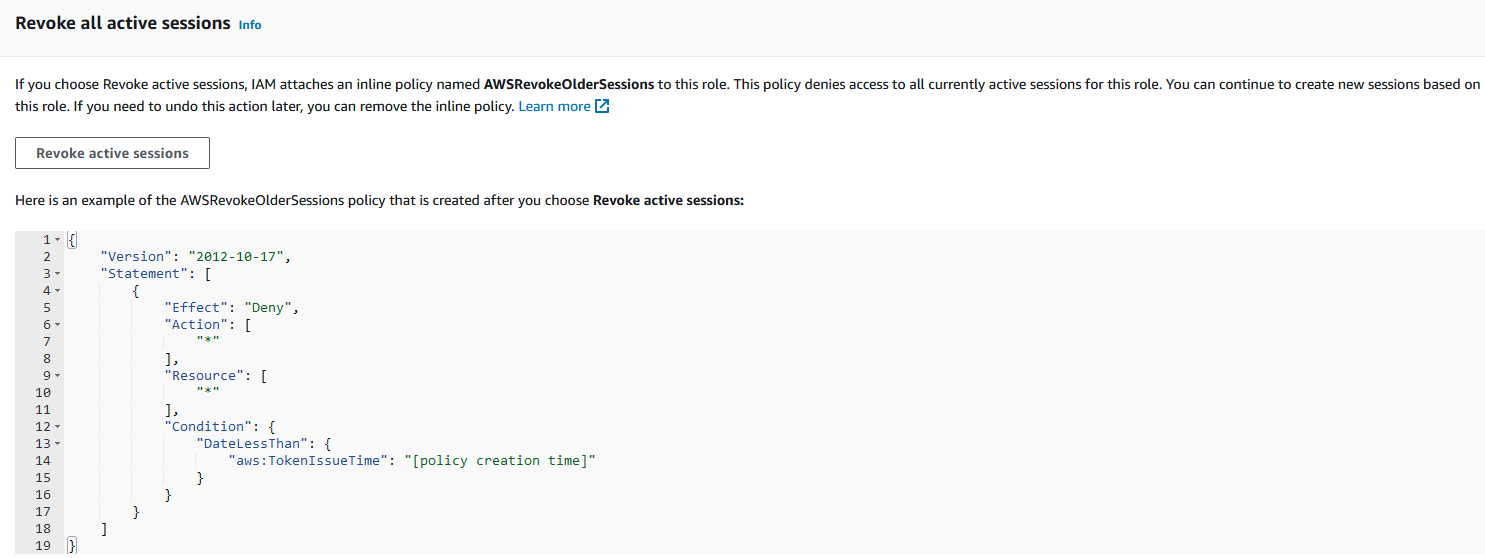 Revoke all active sessions Info
If you choose Revoke active sessions, IAM attaches an inline policy named AWSRevokeOlderSessions to this role. This policy denies access to all currently active sessions for this role. You can continue to create new sessions based on
this role. If you need to undo this action later, you can remove the inline policy. Learn more
Revoke active sessions
Here is an example of the AWSRevokeOlderSessions policy that is created after you choose Revoke active sessions:
1 {
2     "Version": "2012-10-17",
3     "Statement": [
4         {
5             "Effect": "Deny",
6             "Action": [
7                 "*"
8             ],
9             "Resource": [
10                 "*"
11             ],
12             "Condition": {
13                 "DateLessThan": {
14                     "aws:TokenIssueTime": "[policy creation time]"
15                 }
16             }
17         }
18     ]
19 }